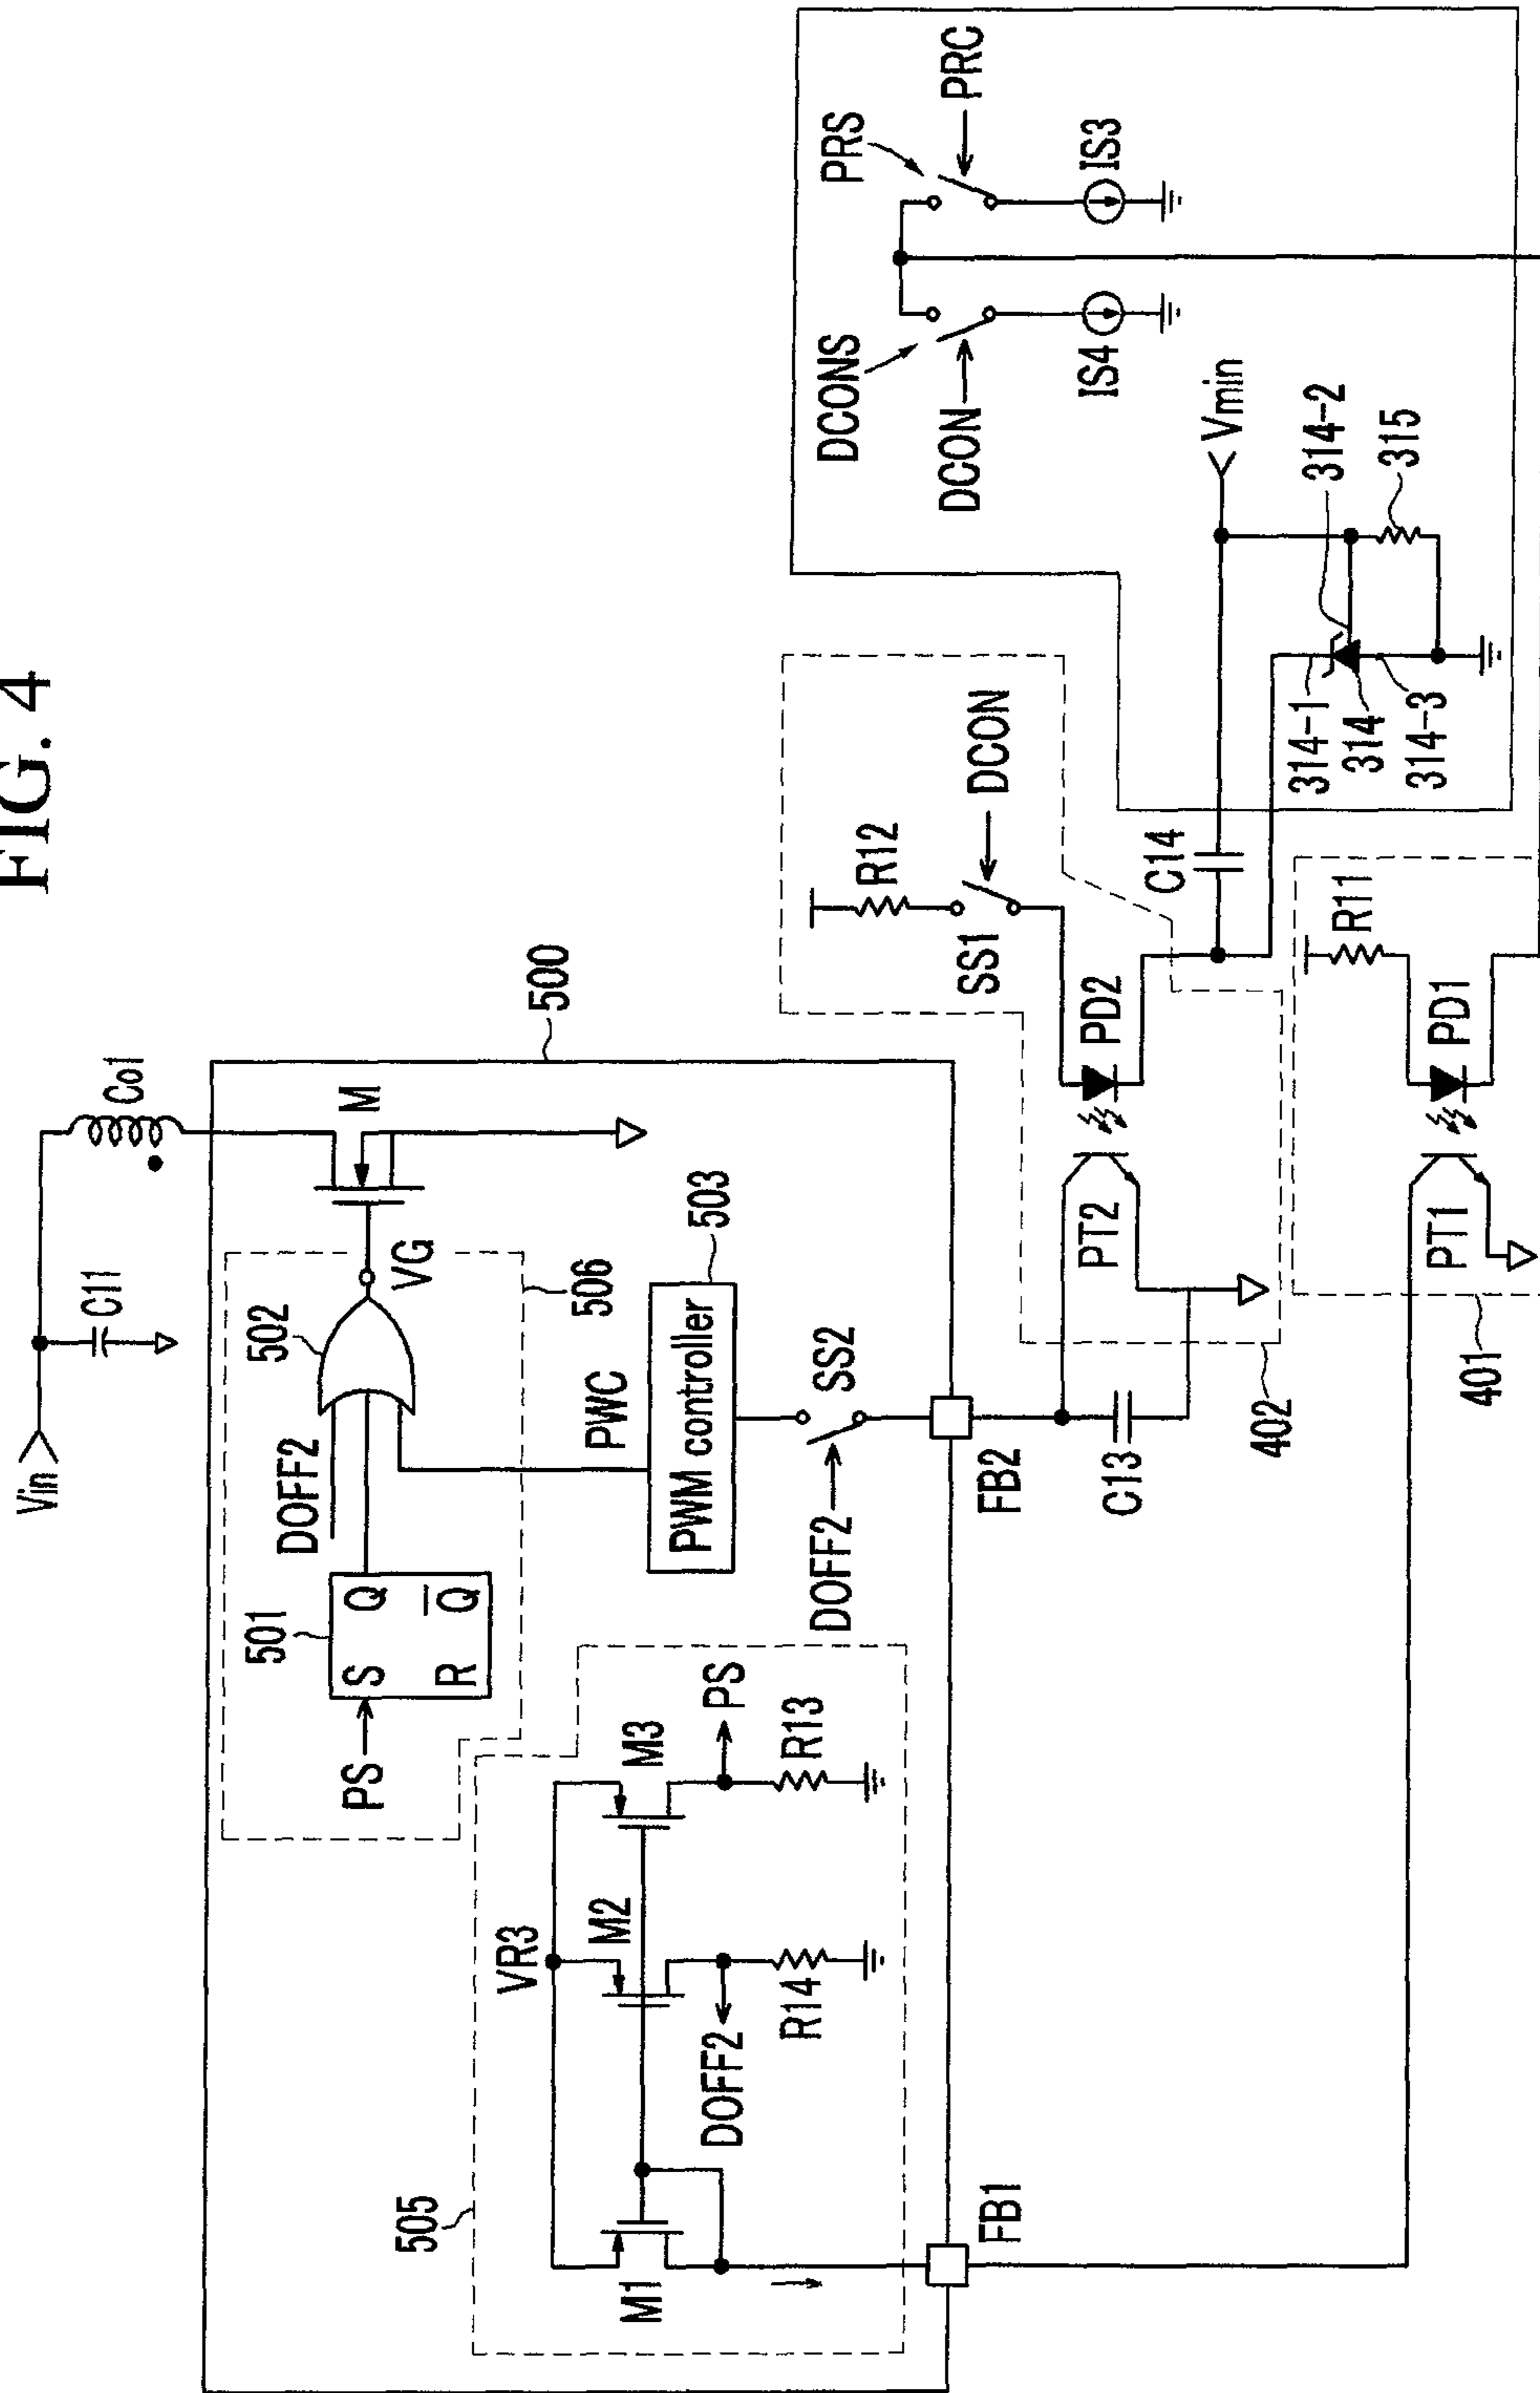 FIG. 4
Vin
C11
Co1
500
M
502
VG
506
DOFF2
501
S
Q
R
Q
PS
PWC
503
PWM controller
SS2
DOFF2
505
VR3
M1
M2
M3
PS
DOFF2
R14
R13
FB1
FB2
C13
402
PT2
PD2
SS1
R12
DCON
C14
401
PT1
PD1
R11
DCONS
DCON
PRS
PRC
IS4
IS3
Vmin
314-2
315
314-1
314
314-3